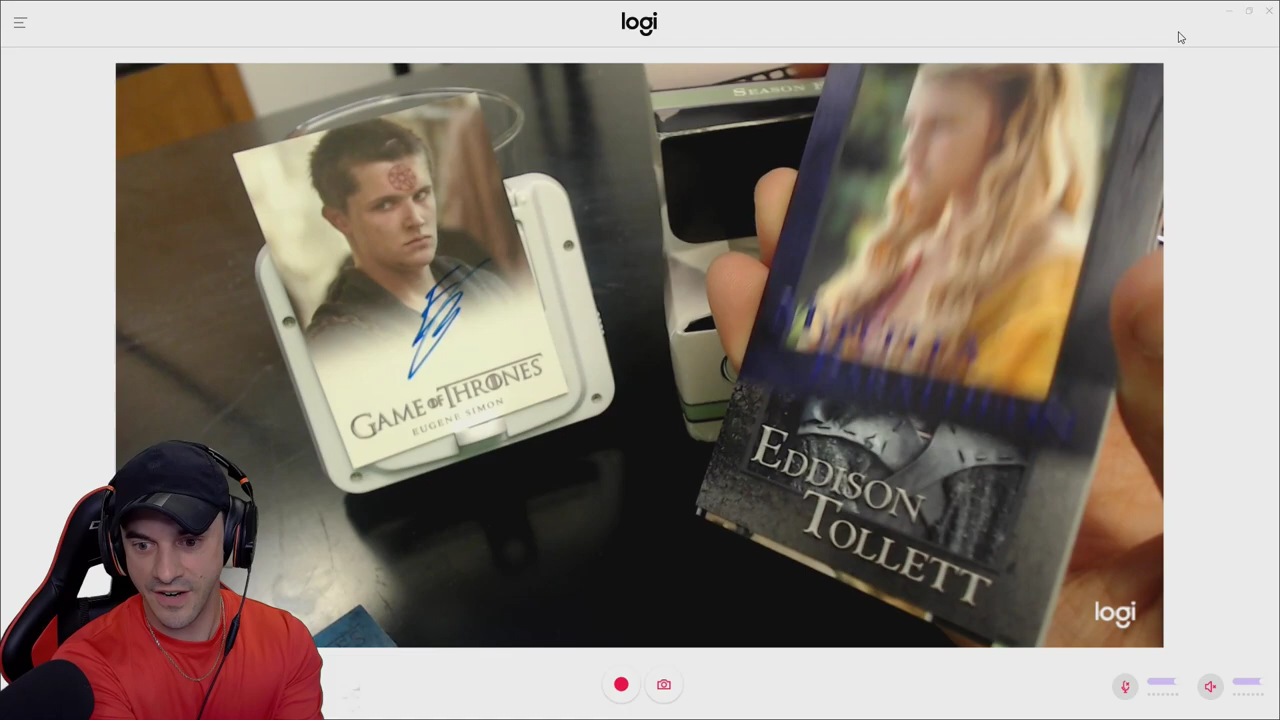 logi
SEASON
GAME OF THRONES
EUGENE SIMON
EDDISON
TOLLETT
logi